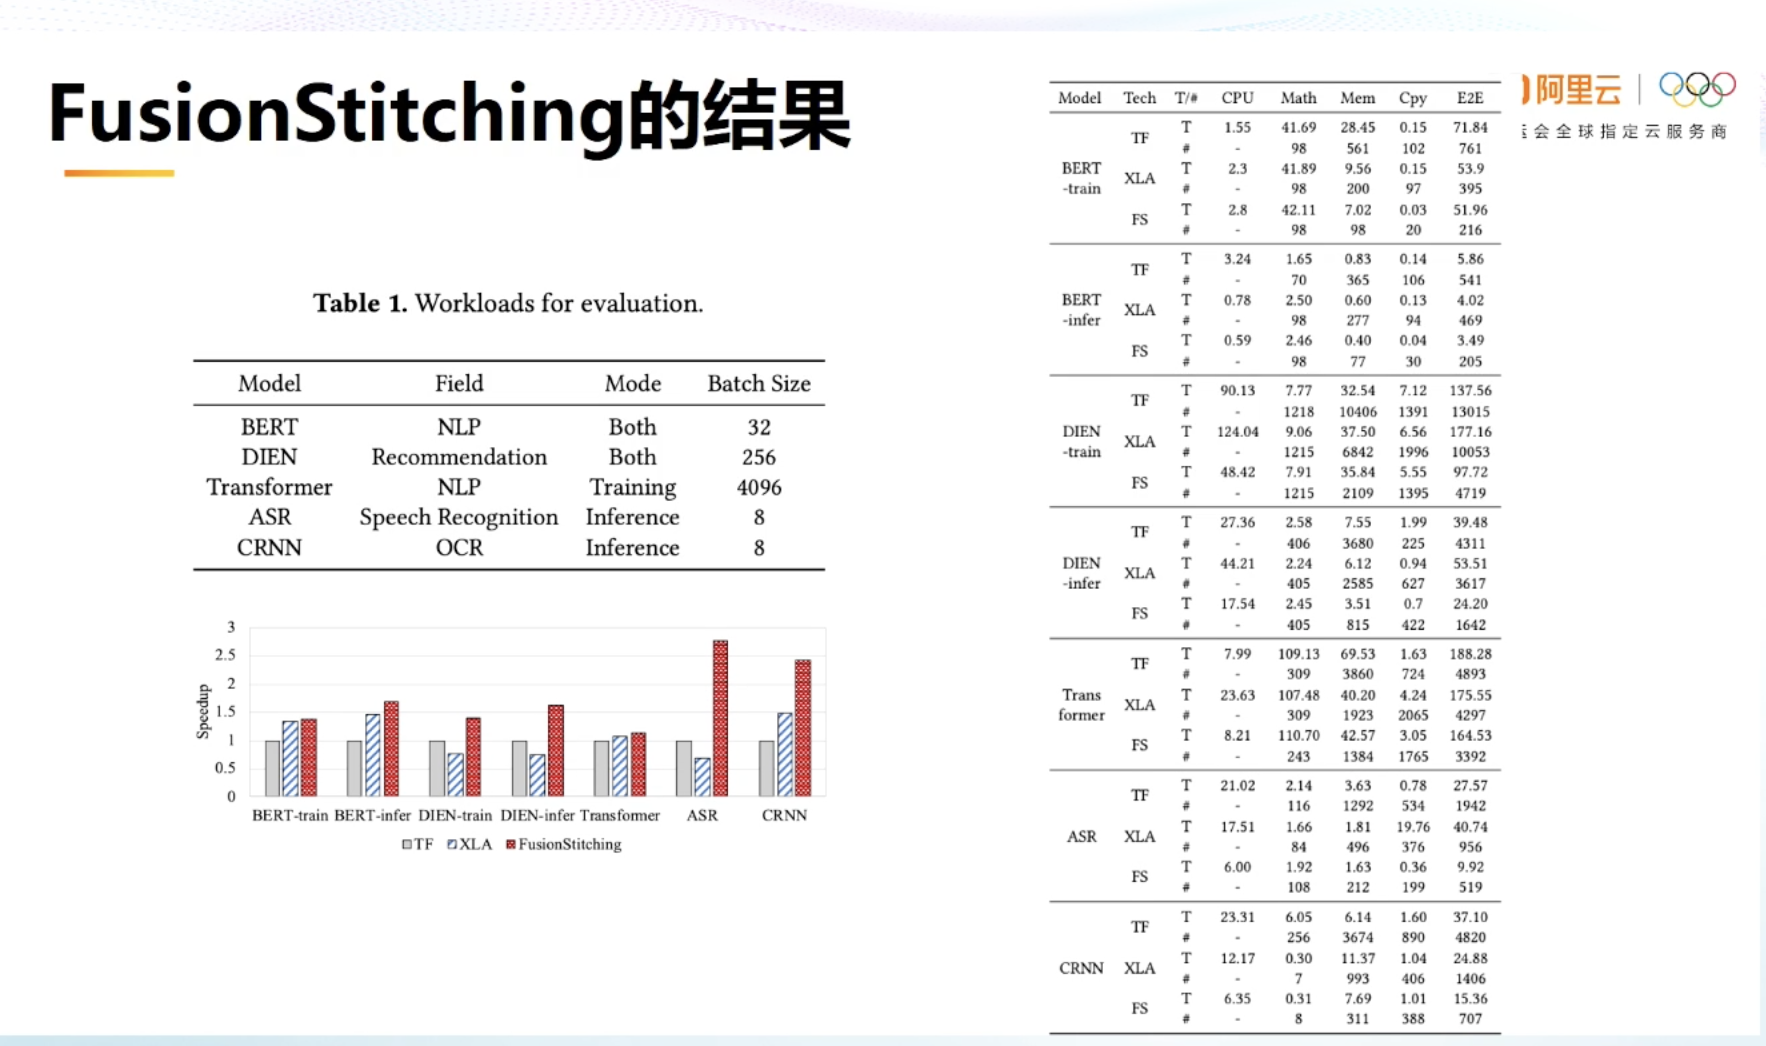 FusionStitching的结果
阿里云
会全球指定云服务商
Table 1. Workloads for evaluation.
Model Field Mode Batch Size
BERT NLP Both 32
DIEN Recommendation Both 256
Transformer NLP Training 4096
ASR Speech Recognition Inference 8
CRNN OCR Inference 8
Speedup
3
2.5
2
1.5
1
0.5
0
BERT-train BERT-infer DIEN-train DIEN-infer Transformer ASR CRNN
TF XLA FusionStitching
Model Tech T/# CPU Math Mem Cpy E2E
BERT
-train
TF
T 1.55 41.69 28.45 0.15 71.84
# - 98 561 102 761
XLA
T 2.3 41.89 9.56 0.15 53.9
# - 98 200 97 395
FS
T 2.8 42.11 7.02 0.03 51.96
# - 98 98 20 216
BERT
-infer
TF
T 3.24 1.65 0.83 0.14 5.86
# - 70 365 106 541
XLA
T 0.78 2.50 0.60 0.13 4.02
# - 98 277 94 469
FS
T 0.59 2.46 0.40 0.04 3.49
# - 98 77 30 205
DIEN
-train
TF
T 90.13 7.77 32.54 7.12 137.56
# - 1218 10406 1391 13015
XLA
T 124.04 9.06 37.50 6.56 177.16
# - 1215 6842 1996 10053
FS
T 48.42 7.91 35.84 5.55 97.72
# - 1215 2109 1395 4719
DIEN
-infer
TF
T 27.36 2.58 7.55 1.99 39.48
# - 406 3680 225 4311
XLA
T 44.21 2.24 6.12 0.94 53.51
# - 405 2585 627 3617
FS
T 17.54 2.45 3.51 0.7 24.20
# - 405 815 422 1642
Trans
former
TF
T 7.99 109.13 69.53 1.63 188.28
# - 309 3860 724 4893
XLA
T 23.63 107.48 40.20 4.24 175.55
# - 309 1923 2065 4297
FS
T 8.21 110.70 42.57 3.05 164.53
# - 243 1384 1765 3392
ASR
TF
T 21.02 2.14 3.63 0.78 27.57
# - 116 1292 534 1942
XLA
T 17.51 1.66 1.81 19.76 40.74
# - 84 496 376 956
FS
T 6.00 1.92 1.63 0.36 9.92
# - 108 212 199 519
CRNN
TF
T 23.31 6.05 6.14 1.60 37.10
# - 256 3674 890 4820
XLA
T 12.17 0.30 11.37 1.04 24.88
# - 7 993 406 1406
FS
T 6.35 0.31 7.69 1.01 15.36
# - 8 311 388 707